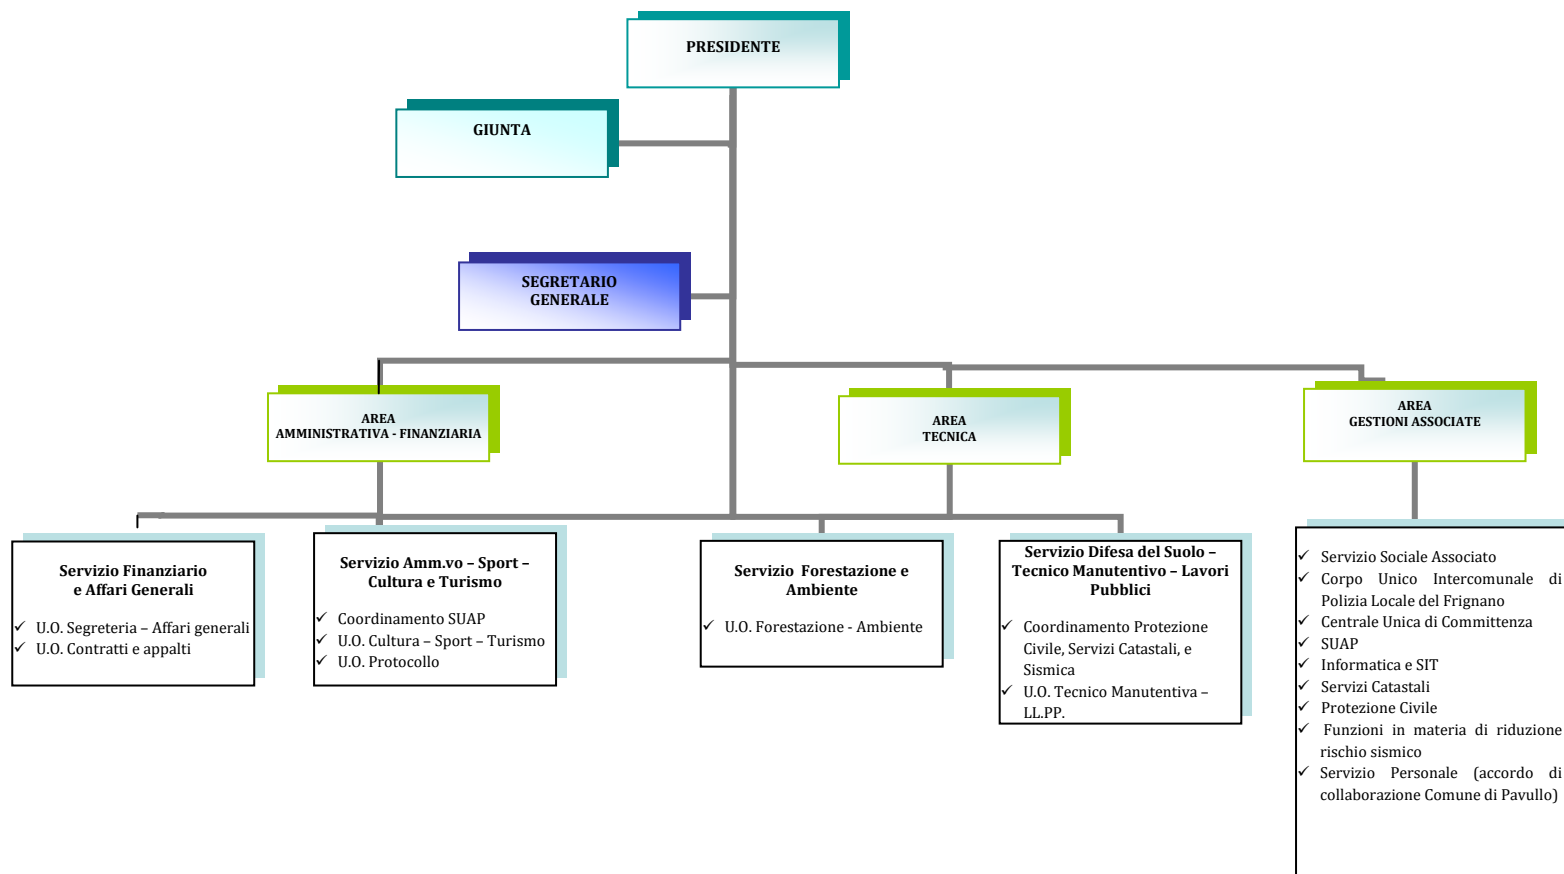 PRESIDENTE
GIUNTA
SEGRETARIO
GENERALE
AREA
AMMINISTRATIVA - FINANZIARIA
AREA
TECNICA
AREA
GESTIONI ASSOCIATE
Servizio Finanziario
e Affari Generali
✓ U.O. Segreteria – Affari generali
✓ U.O. Contratti e appalti
Servizio Amm.vo – Sport –
Cultura e Turismo
✓ Coordinamento SUAP
✓ U.O. Cultura – Sport – Turismo
✓ U.O. Protocollo
Servizio Forestazione e
Ambiente
✓ U.O. Forestazione - Ambiente
Servizio Difesa del Suolo –
Tecnico Manutentivo – Lavori
Pubblici
✓ Coordinamento Protezione
Civile, Servizi Catastali, e
Sismica
✓ U.O. Tecnico Manutentiva –
LL.PP.
✓ Servizio Sociale Associato
✓ Corpo Unico Intercomunale di
Polizia Locale del Frignano
✓ Centrale Unica di Committenza
✓ SUAP
✓ Informatica e SIT
✓ Servizi Catastali
✓ Protezione Civile
✓ Funzioni in materia di riduzione
rischio sismico
✓ Servizio Personale (accordo di
collaborazione Comune di Pavullo)